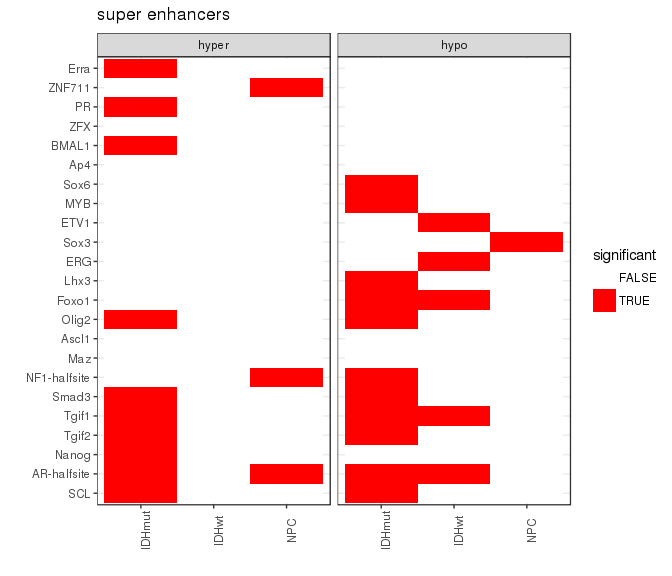 super enhancers
hyper
hypo
Erra
ZNF711
PR
ZFX
BMAL1
Ap4
Sox6
MYB
ETV1
Sox3
ERG
Lhx3
Foxo1
Olig2
Ascl1
Maz
NF1-halfsite
Smad3
Tgif1
Tgif2
Nanog
AR-halfsite
SCL
IDHmut
IDHwt
NPC
IDHmut
IDHwt
NPC
significant
FALSE
TRUE